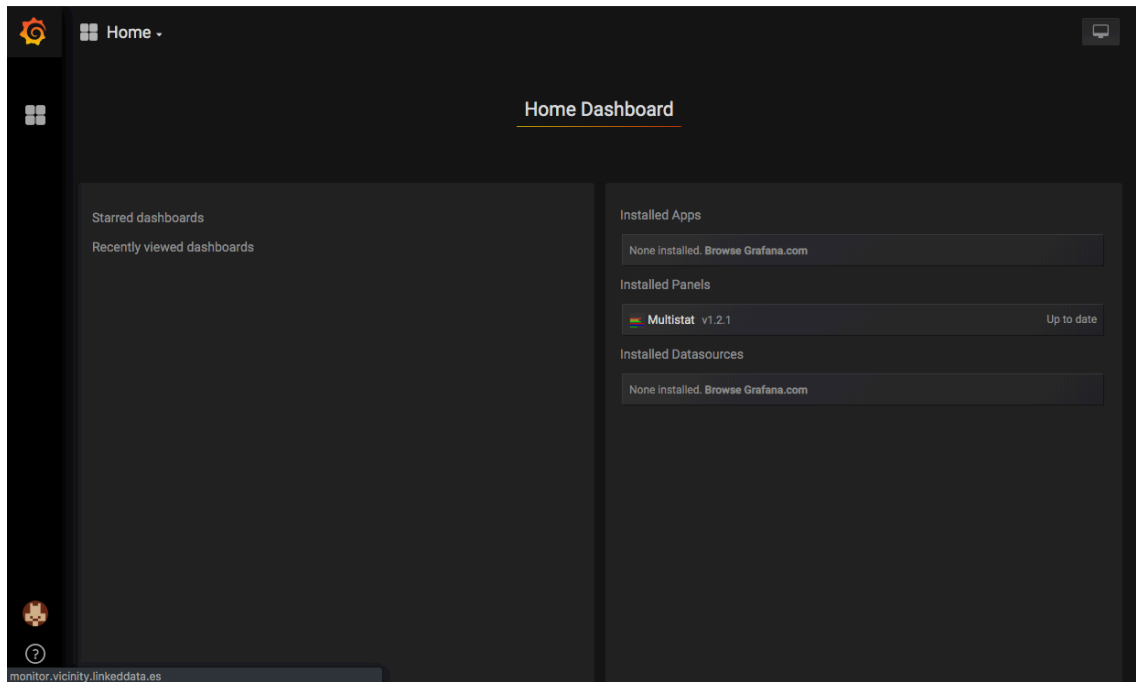 Home
Home Dashboard
Starred dashboards
Recently viewed dashboards
Installed Apps
None installed. Browse Grafana.com
Installed Panels
Multistat v1.2.1 Up to date
Installed Datasources
None installed. Browse Grafana.com
?
monitor.vicinity.linkeddata.es